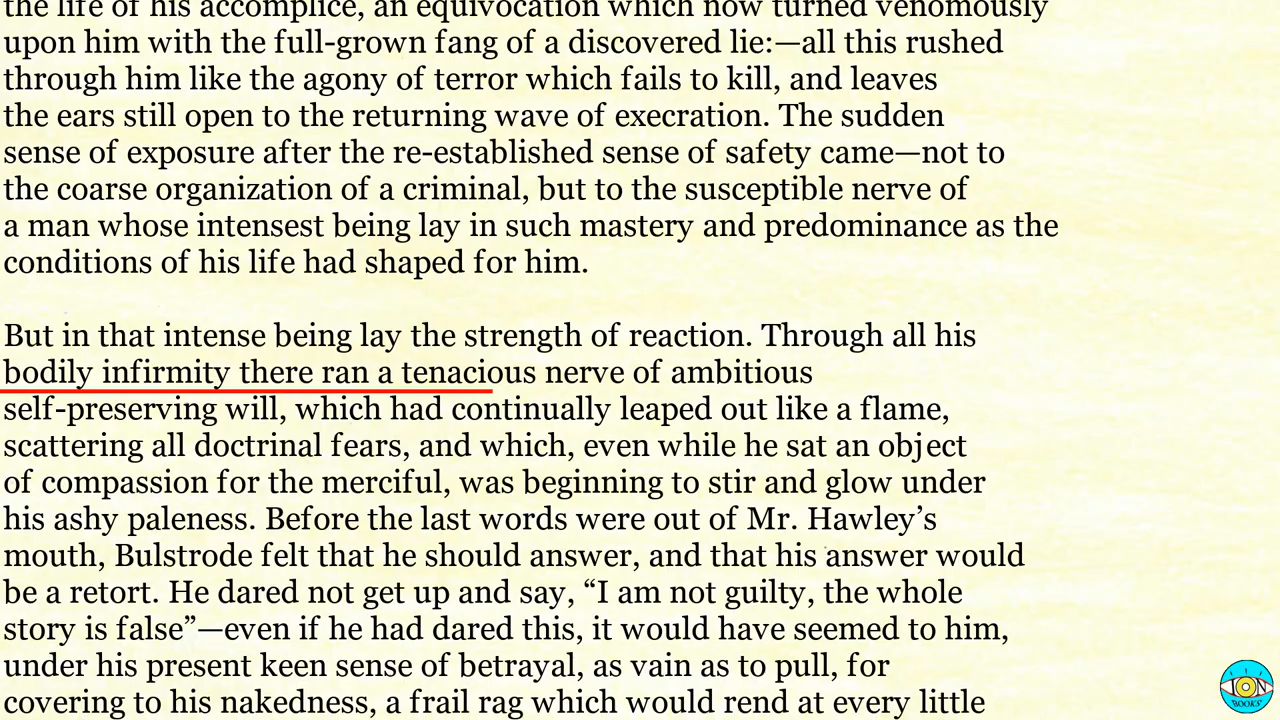 the life of his accomplice, an equivocation which now turned venomously
upon him with the full-grown fang of a discovered lie:—all this rushed
through him like the agony of terror which fails to kill, and leaves
the ears still open to the returning wave of execration. The sudden
sense of exposure after the re-established sense of safety came—not to
the coarse organization of a criminal, but to the susceptible nerve of
a man whose intensest being lay in such mastery and predominance as the
conditions of his life had shaped for him.
But in that intense being lay the strength of reaction. Through all his
bodily infirmity there ran a tenacious nerve of ambitious
self-preserving will, which had continually leaped out like a flame,
scattering all doctrinal fears, and which, even while he sat an object
of compassion for the merciful, was beginning to stir and glow under
his ashy paleness. Before the last words were out of Mr. Hawley’s
mouth, Bulstrode felt that he should answer, and that his answer would
be a retort. He dared not get up and say, “I am not guilty, the whole
story is false”—even if he had dared this, it would have seemed to him,
under his present keen sense of betrayal, as vain as to pull, for
covering to his nakedness, a frail rag which would rend at every little
ION
BOOKS